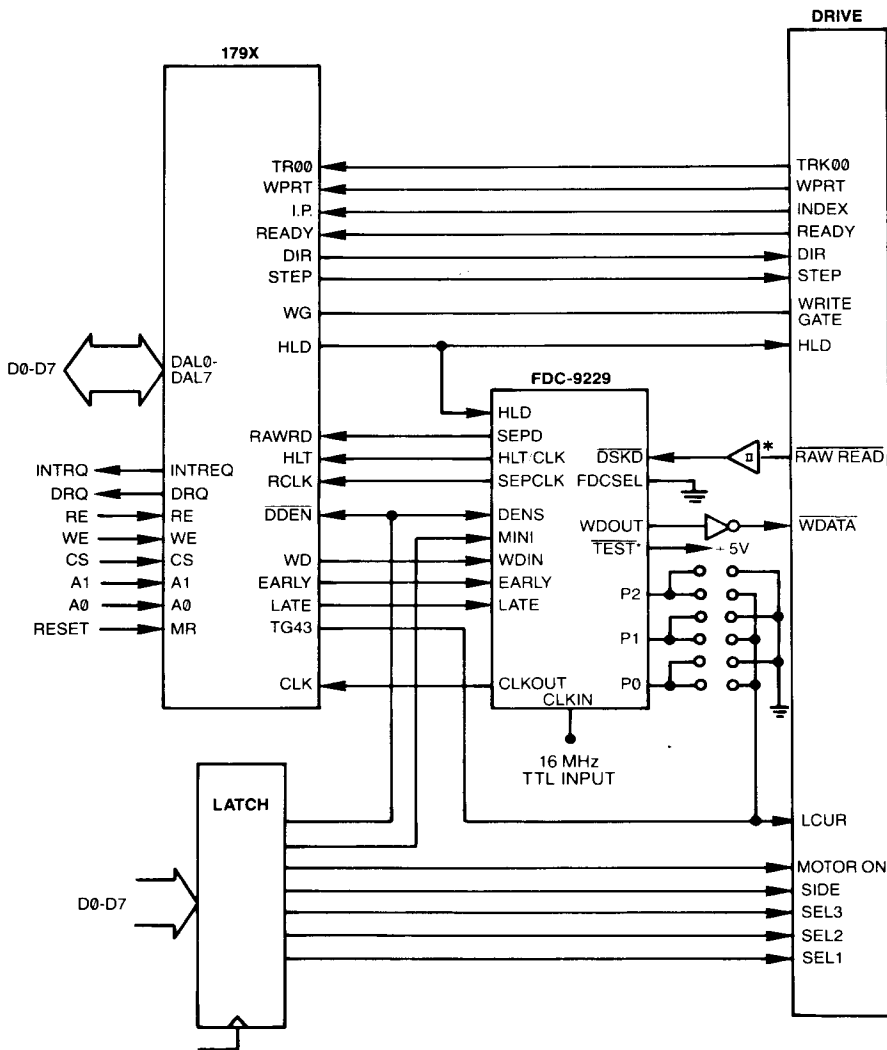 DRIVE
179X
TR00 TRK00
WPRT WPRT
I.P. INDEX
READY READY
DIR DIR
STEP STEP
WG WRITE
GATE
HLD HLD
D0-D7 DAL0-
DAL7
FDC-9229
HLD
RAWRD SEPD DSKD * RAW READ
HLT HLT CLK
RCLK SEPCLK FDCSEL
INTRQ INTREQ
DRQ DRQ
RE RE DDEN DENS WDOUT WDATA
WE WE MINI TEST* +5V
CS CS WD WDIN
A1 A1 EARLY EARLY P2
A0 A0 LATE LATE
RESET MR TG43 P1
CLK CLKOUT P0
CLKIN
16 MHz
TTL INPUT
LATCH
LCUR
MOTOR ON
D0-D7 SIDE
SEL3
SEL2
SEL1